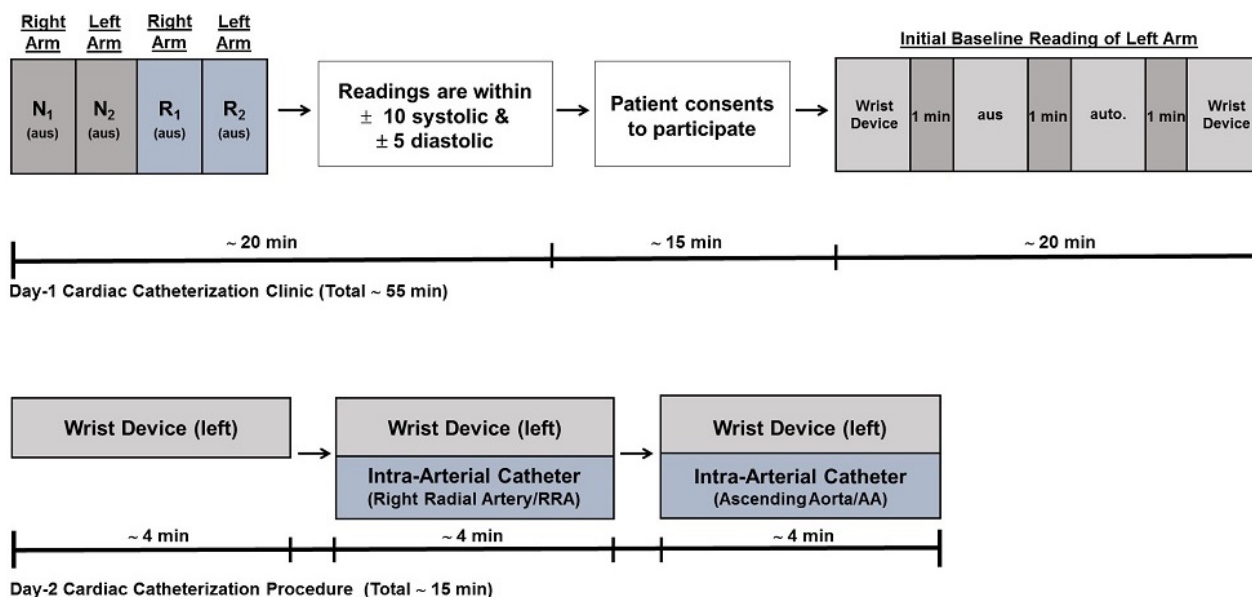 Right Arm
Left Arm
Right Arm
Left Arm
N1 (aus)
N2 (aus)
R1 (aus)
R2 (aus)
Readings are within
± 10 systolic &
± 5 diastolic
Patient consents
to participate
Initial Baseline Reading of Left Arm
Wrist Device
1 min
aus
1 min
auto.
1 min
Wrist Device
~ 20 min
~ 15 min
~ 20 min
Day-1 Cardiac Catheterization Clinic (Total ~ 55 min)
Wrist Device (left)
Wrist Device (left)
Intra-Arterial Catheter
(Right Radial Artery/RRA)
Wrist Device (left)
Intra-Arterial Catheter
(Ascending Aorta/AA)
~ 4 min
~ 4 min
~ 4 min
Day-2 Cardiac Catheterization Procedure (Total ~ 15 min)